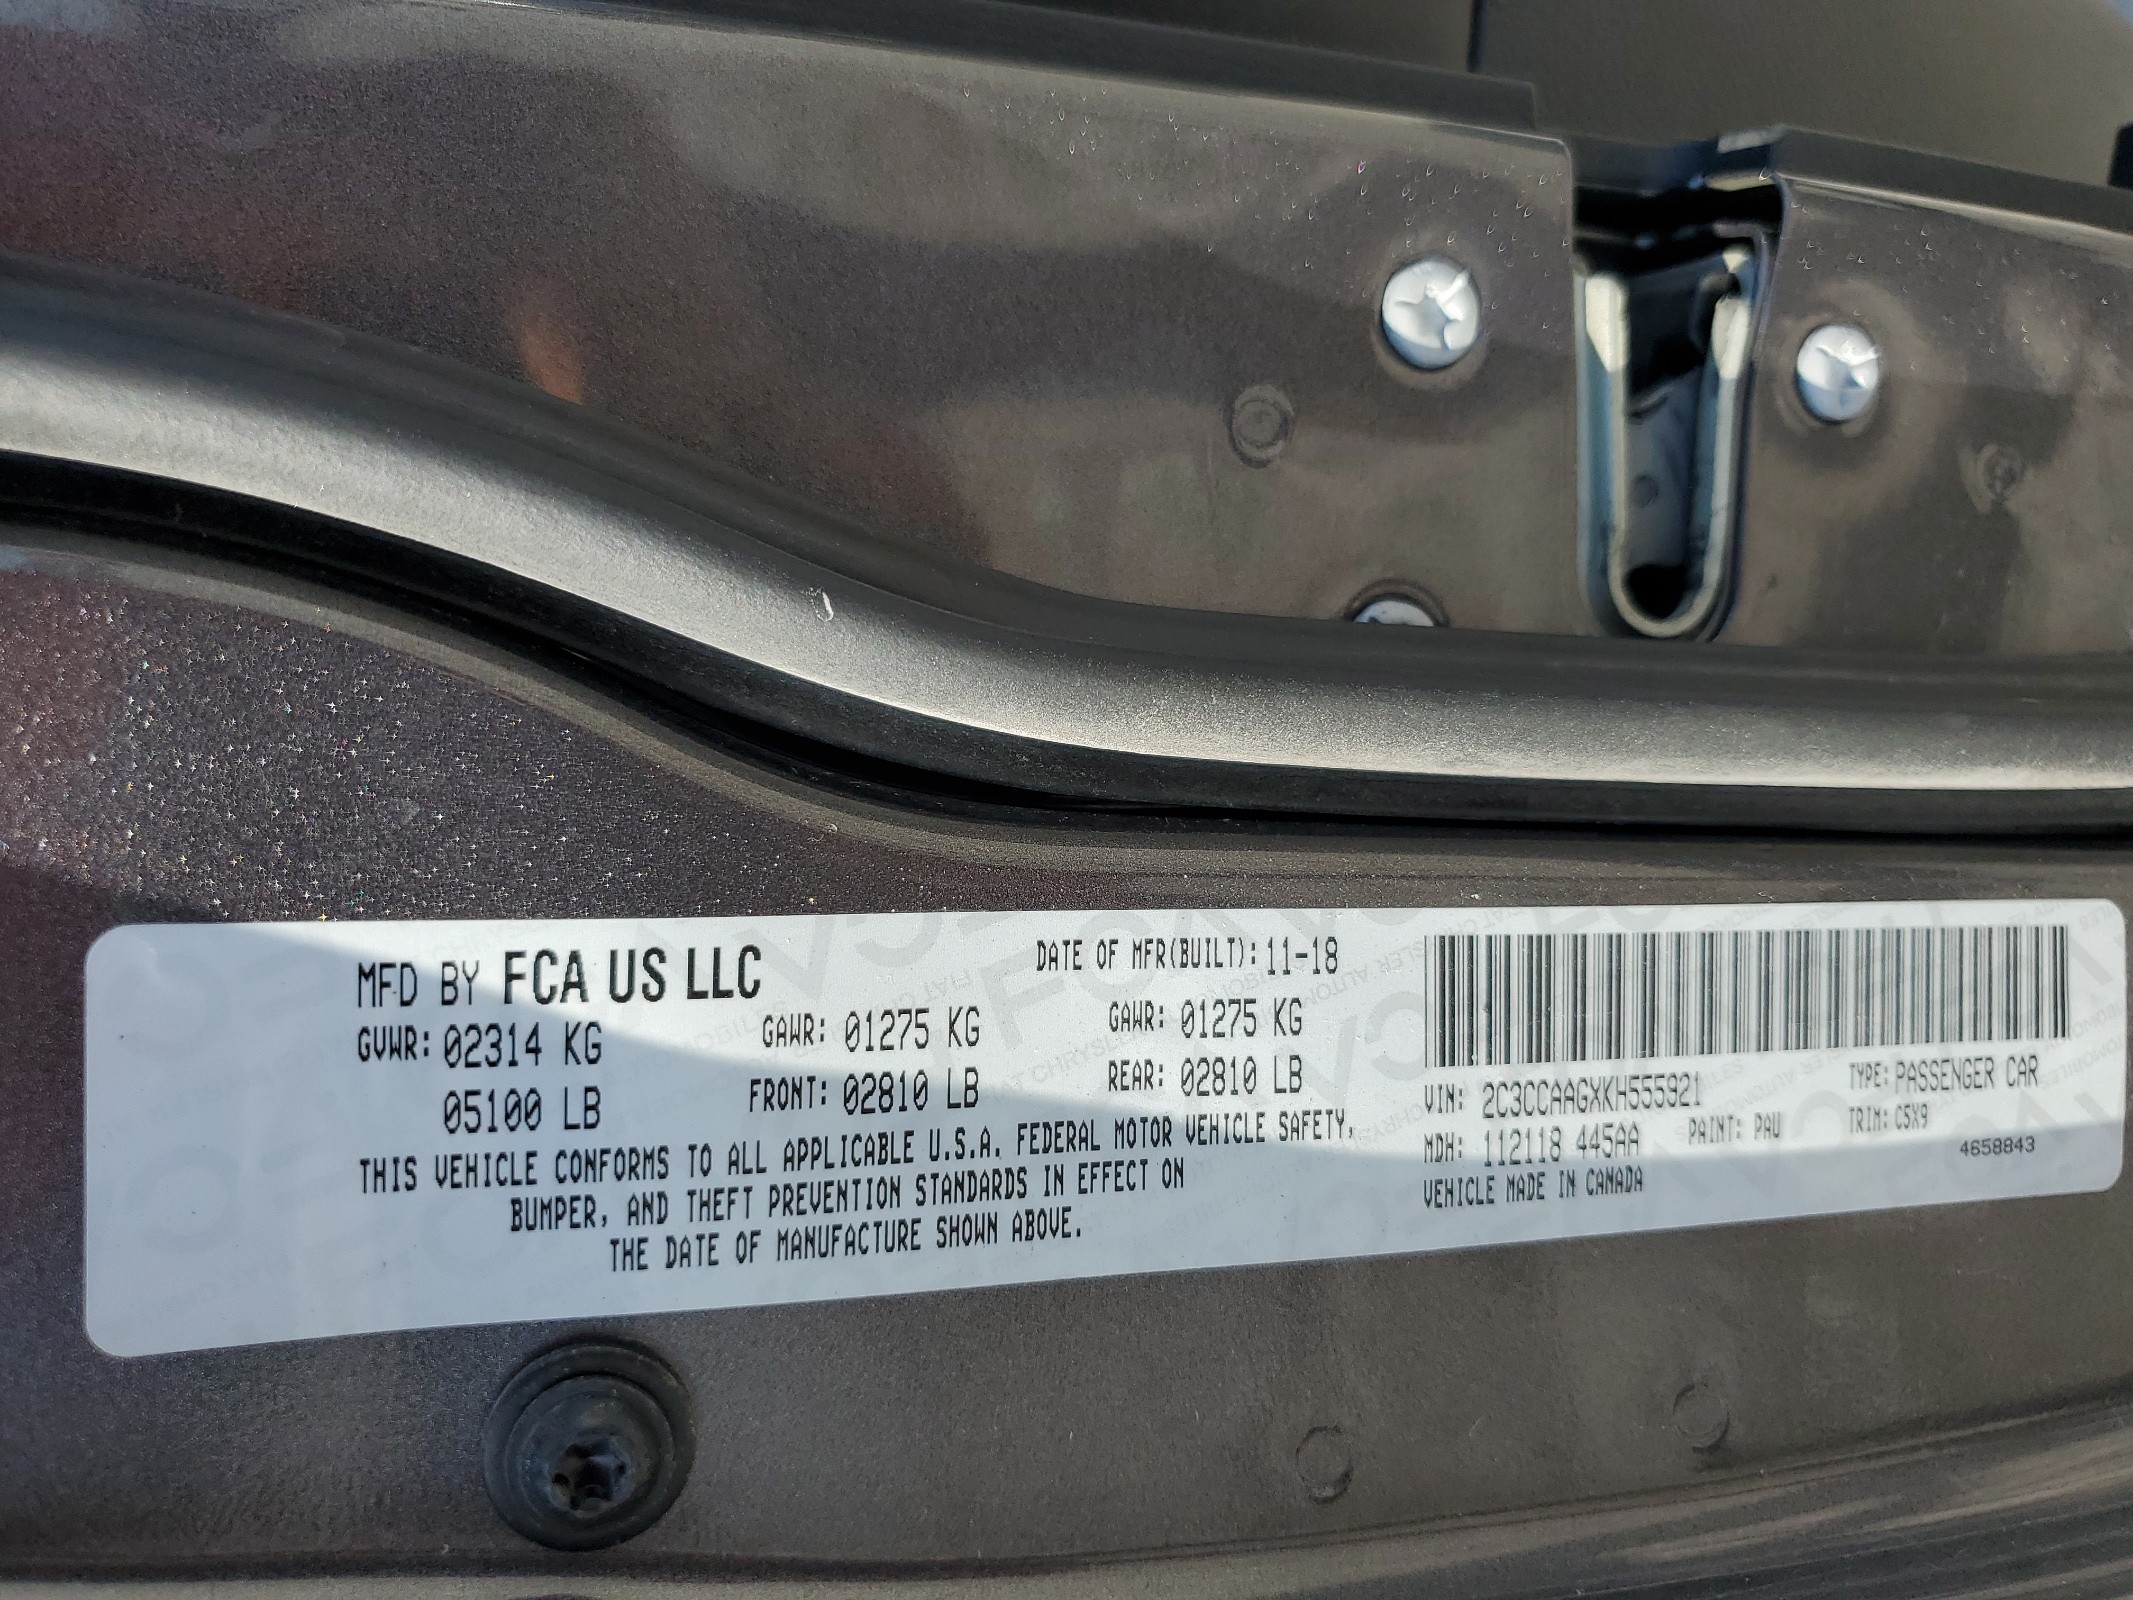 MFD BY FCA US LLC
DATE OF MFR(BUILT): 11-18
GVWR: 02314 KG
GAWR: 01275 KG
GAWR: 01275 KG
05100 LB
FRONT: 02810 LB
REAR: 02810 LB
THIS VEHICLE CONFORMS TO ALL APPLICABLE U.S.A. FEDERAL MOTOR VEHICLE SAFETY,
BUMPER, AND THEFT PREVENTION STANDARDS IN EFFECT ON
THE DATE OF MANUFACTURE SHOWN ABOVE.
VIN: 2C3CCAAGXKH555921
TYPE: PASSENGER CAR
MDH: 112118 445AA
PAINT: PAU
TRIM: C5X9
VEHICLE MADE IN CANADA
4658843